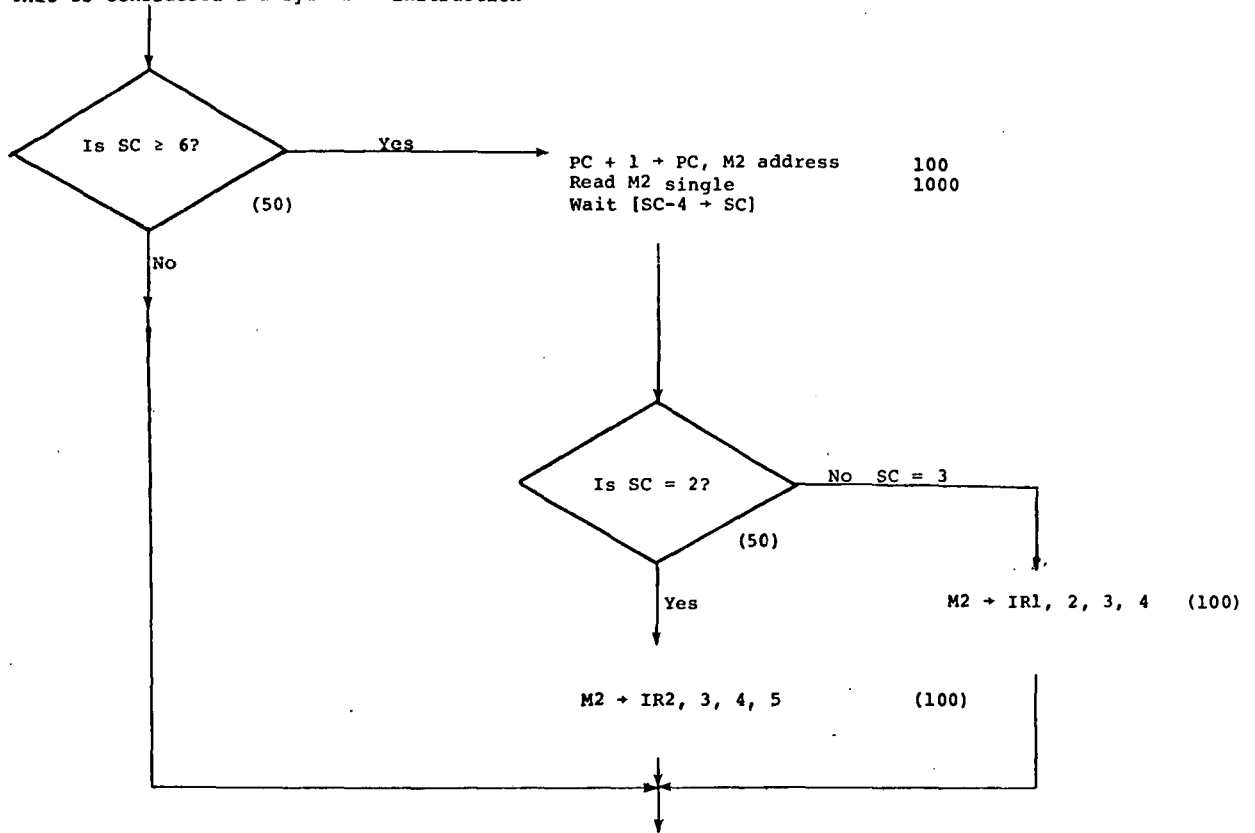 Is SC ≥ 6?
Yes
(50)
No
PC + 1 → PC, M2 address 100
Read M2 single 1000
Wait [SC-4 → SC]
Is SC = 2?
No SC = 3
(50)
Yes
M2 → IR1, 2, 3, 4 (100)
M2 → IR2, 3, 4, 5 (100)